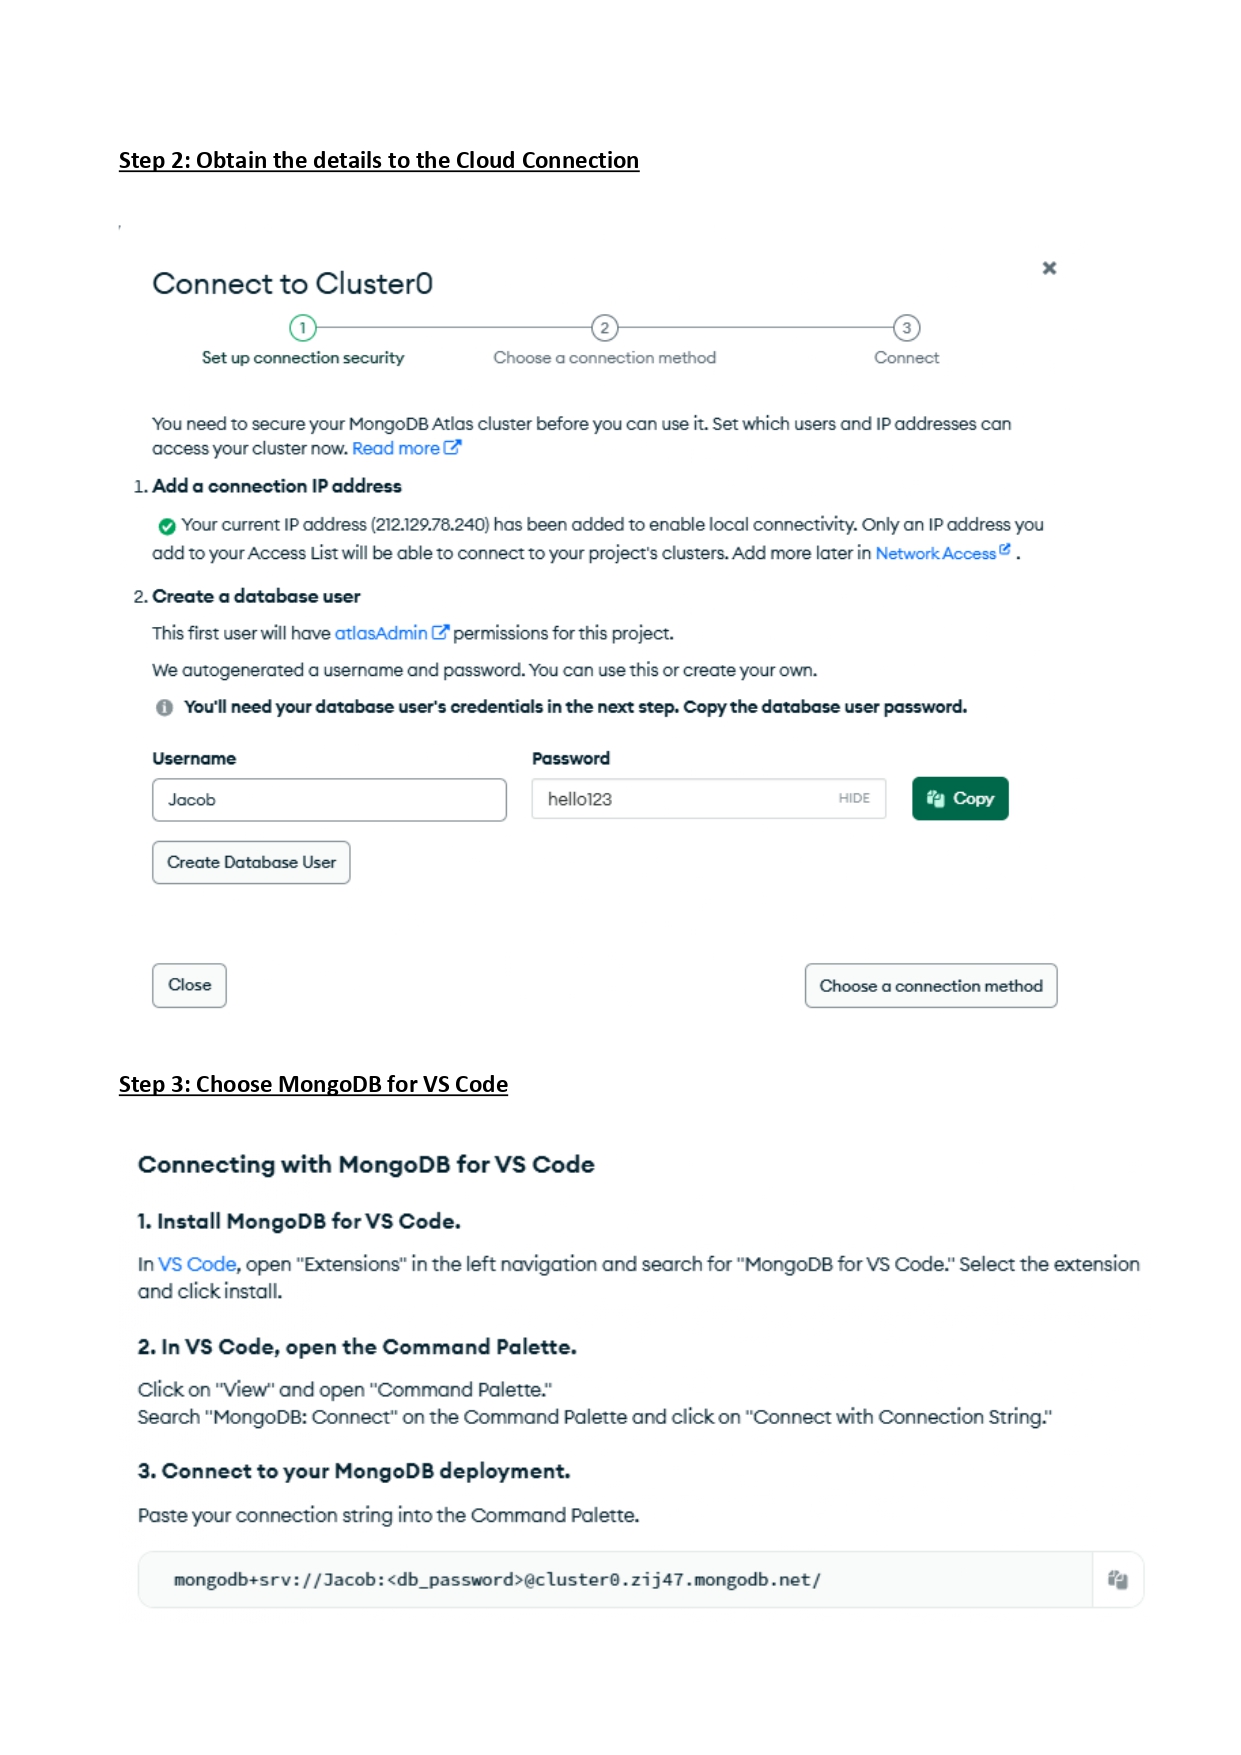 Step 2: Obtain the details to the Cloud Connection
,
Connect to Cluster0
1
2
3
Set up connection security
Choose a connection method
Connect
You need to secure your MongoDB Atlas cluster before you can use it. Set which users and IP addresses can
access your cluster now. Read more
1. Add a connection IP address
Your current IP address (212.129.78.240) has been added to enable local connectivity. Only an IP address you
add to your Access List will be able to connect to your project's clusters. Add more later in Network Access .
2. Create a database user
This first user will have atlasAdmin permissions for this project.
We autogenerated a username and password. You can use this or create your own.
You'll need your database user's credentials in the next step. Copy the database user password.
Username
Password
Jacob
hello123
HIDE
Copy
Create Database User
Close
Choose a connection method
Step 3: Choose MongoDB for VS Code
Connecting with MongoDB for VS Code
1. Install MongoDB for VS Code.
In VS Code, open "Extensions" in the left navigation and search for "MongoDB for VS Code." Select the extension
and click install.
2. In VS Code, open the Command Palette.
Click on "View" and open "Command Palette."
Search "MongoDB: Connect" on the Command Palette and click on "Connect with Connection String."
3. Connect to your MongoDB deployment.
Paste your connection string into the Command Palette.
mongodb+srv://Jacob:<db_password>@cluster0.zij47.mongodb.net/